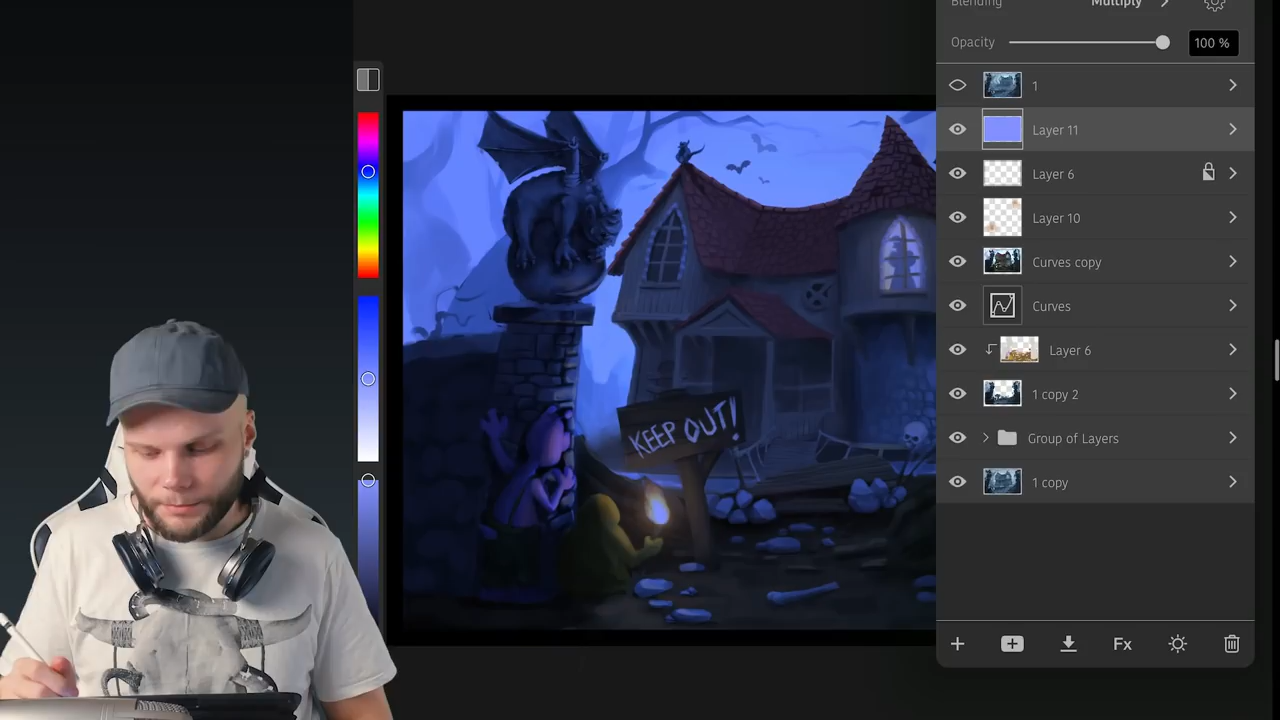 Blending Multiply
Opacity 100 %
1
Layer 11
Layer 6
Layer 10
Curves copy
Curves
Layer 6
1 copy 2
Group of Layers
1 copy
Fx
KEEP OUT!